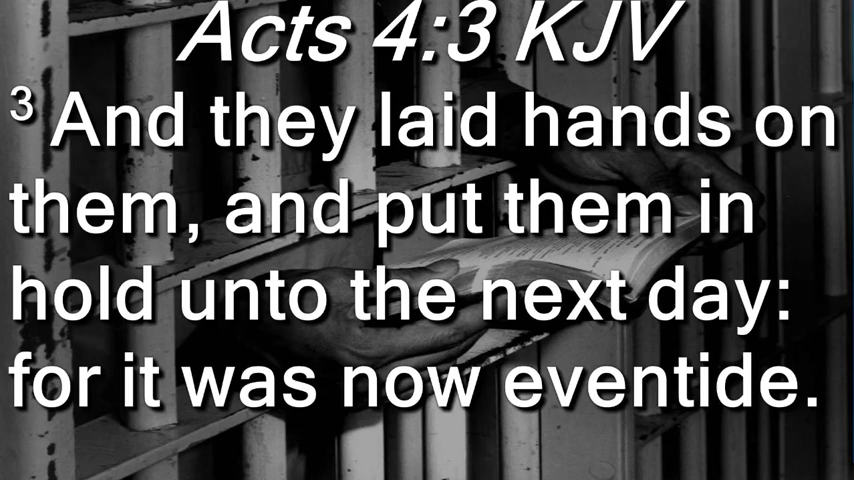 Acts 4:3 KJV
3 And they laid hands on
them, and put them in
hold unto the next day:
for it was now eventide.